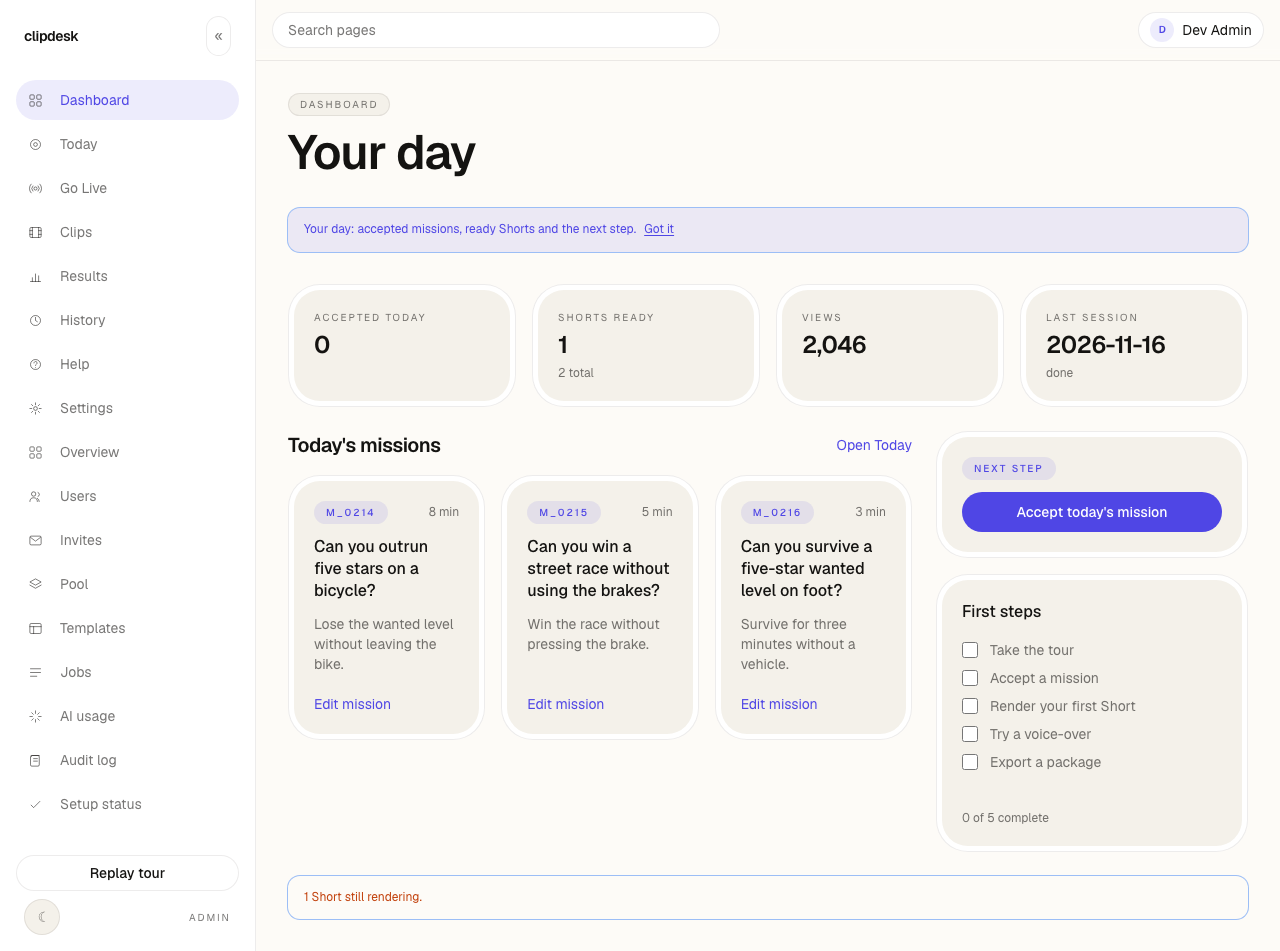 clipdesk
«
Dashboard
Today
Go Live
Clips
Results
History
Help
Settings
Overview
Users
Invites
Pool
Templates
Jobs
AI usage
Audit log
Setup status
Replay tour
ADMIN
Search pages
D
Dev Admin
DASHBOARD
Your day
Your day: accepted missions, ready Shorts and the next step. Got it
ACCEPTED TODAY
0
SHORTS READY
1
2 total
VIEWS
2,046
LAST SESSION
2026-11-16
done
Today's missions
Open Today
M_0214
8 min
Can you outrun
five stars on a
bicycle?
Lose the wanted level
without leaving the
bike.
Edit mission
M_0215
5 min
Can you win a
street race without
using the brakes?
Win the race without
pressing the brake.
Edit mission
M_0216
3 min
Can you survive a
five-star wanted
level on foot?
Survive for three
minutes without a
vehicle.
Edit mission
NEXT STEP
Accept today's mission
First steps
Take the tour
Accept a mission
Render your first Short
Try a voice-over
Export a package
0 of 5 complete
1 Short still rendering.